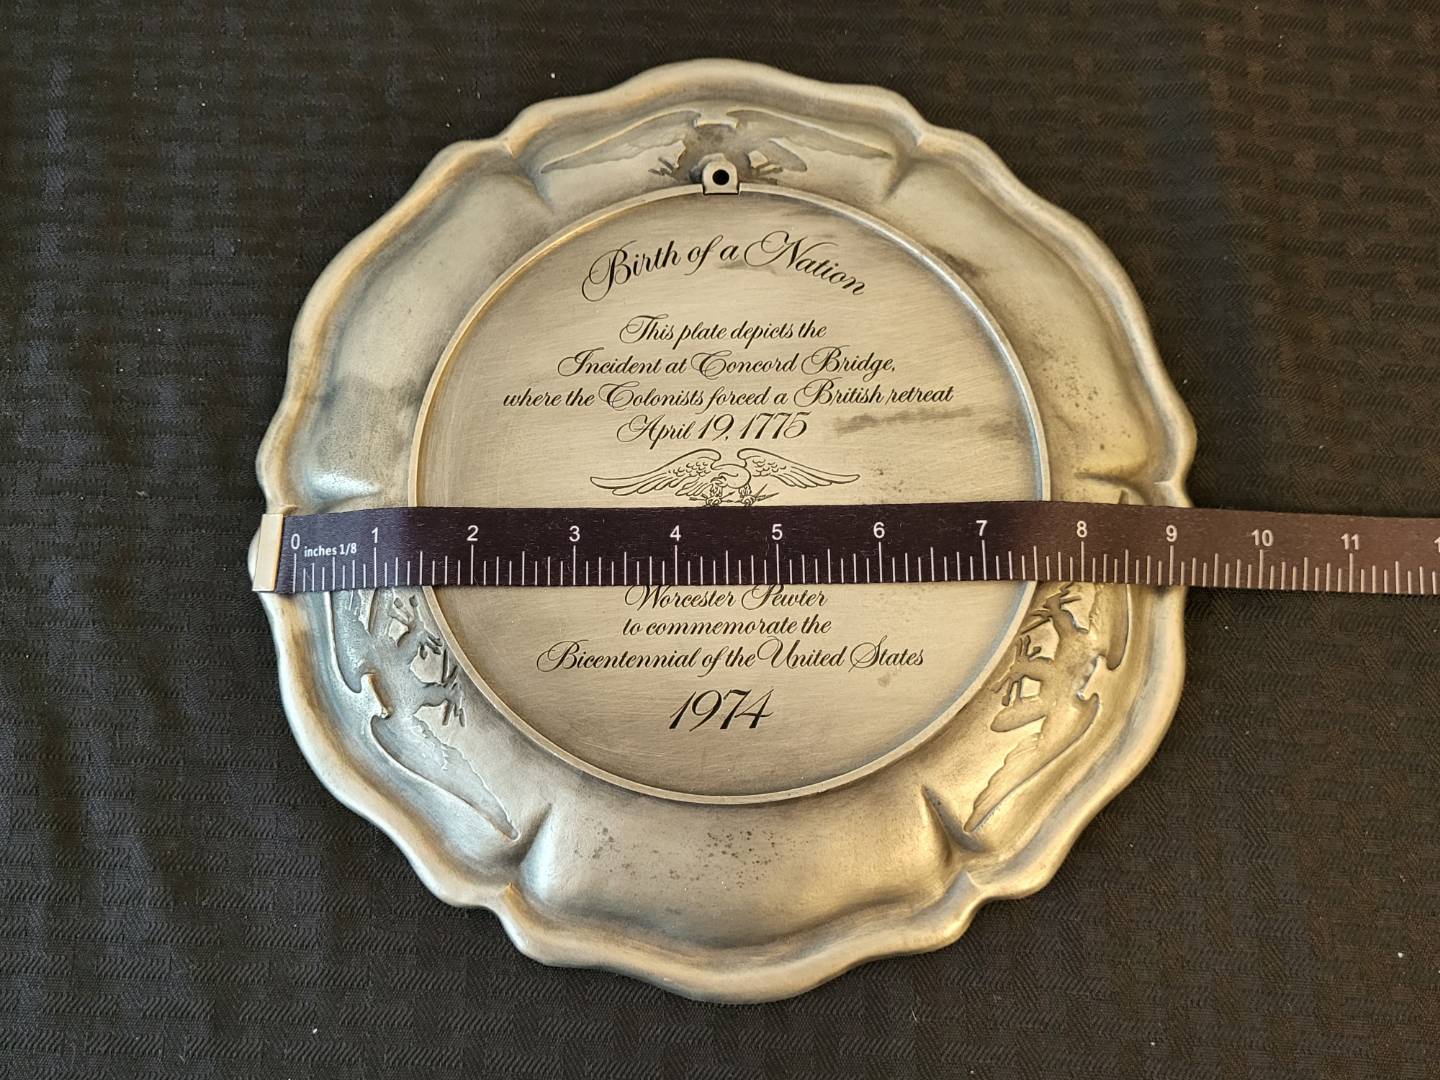 Birth of a Nation
This plate depicts the
Incident at Concord Bridge,
where the Colonists forced a British retreat
April 19, 1775
0 inches 1/8 1 2 3 4 5 6 7 8 9 10 11
Worcester Pewter
to commemorate the
Bicentennial of the United States
1974